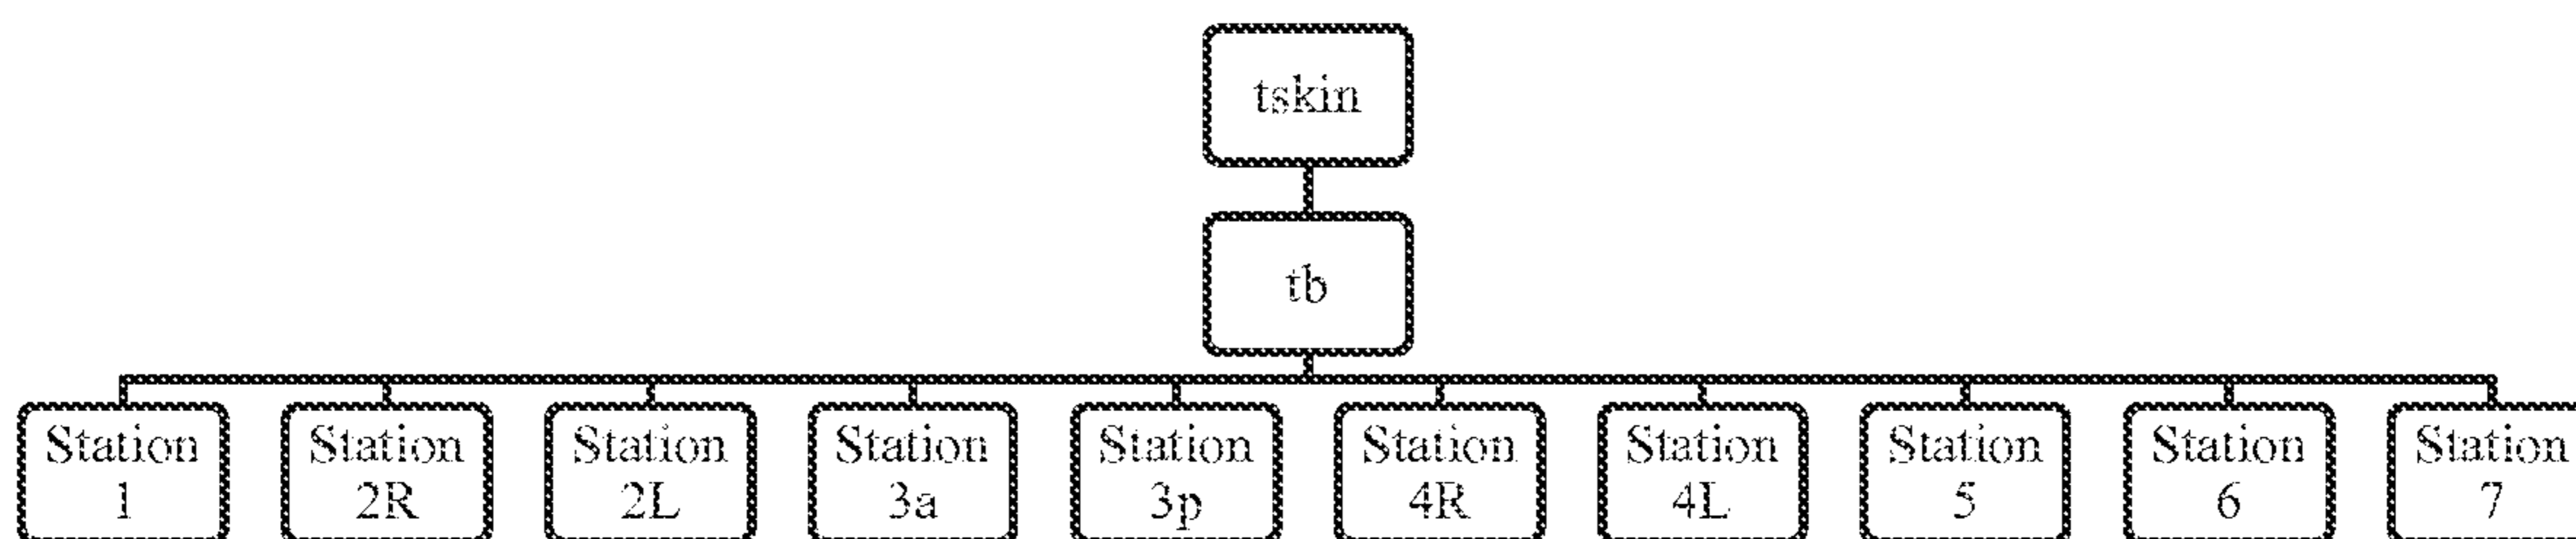 tskin
tb
Station
1
Station
2R
Station
2L
Station
3a
Station
3p
Station
4R
Station
4L
Station
5
Station
6
Station
7